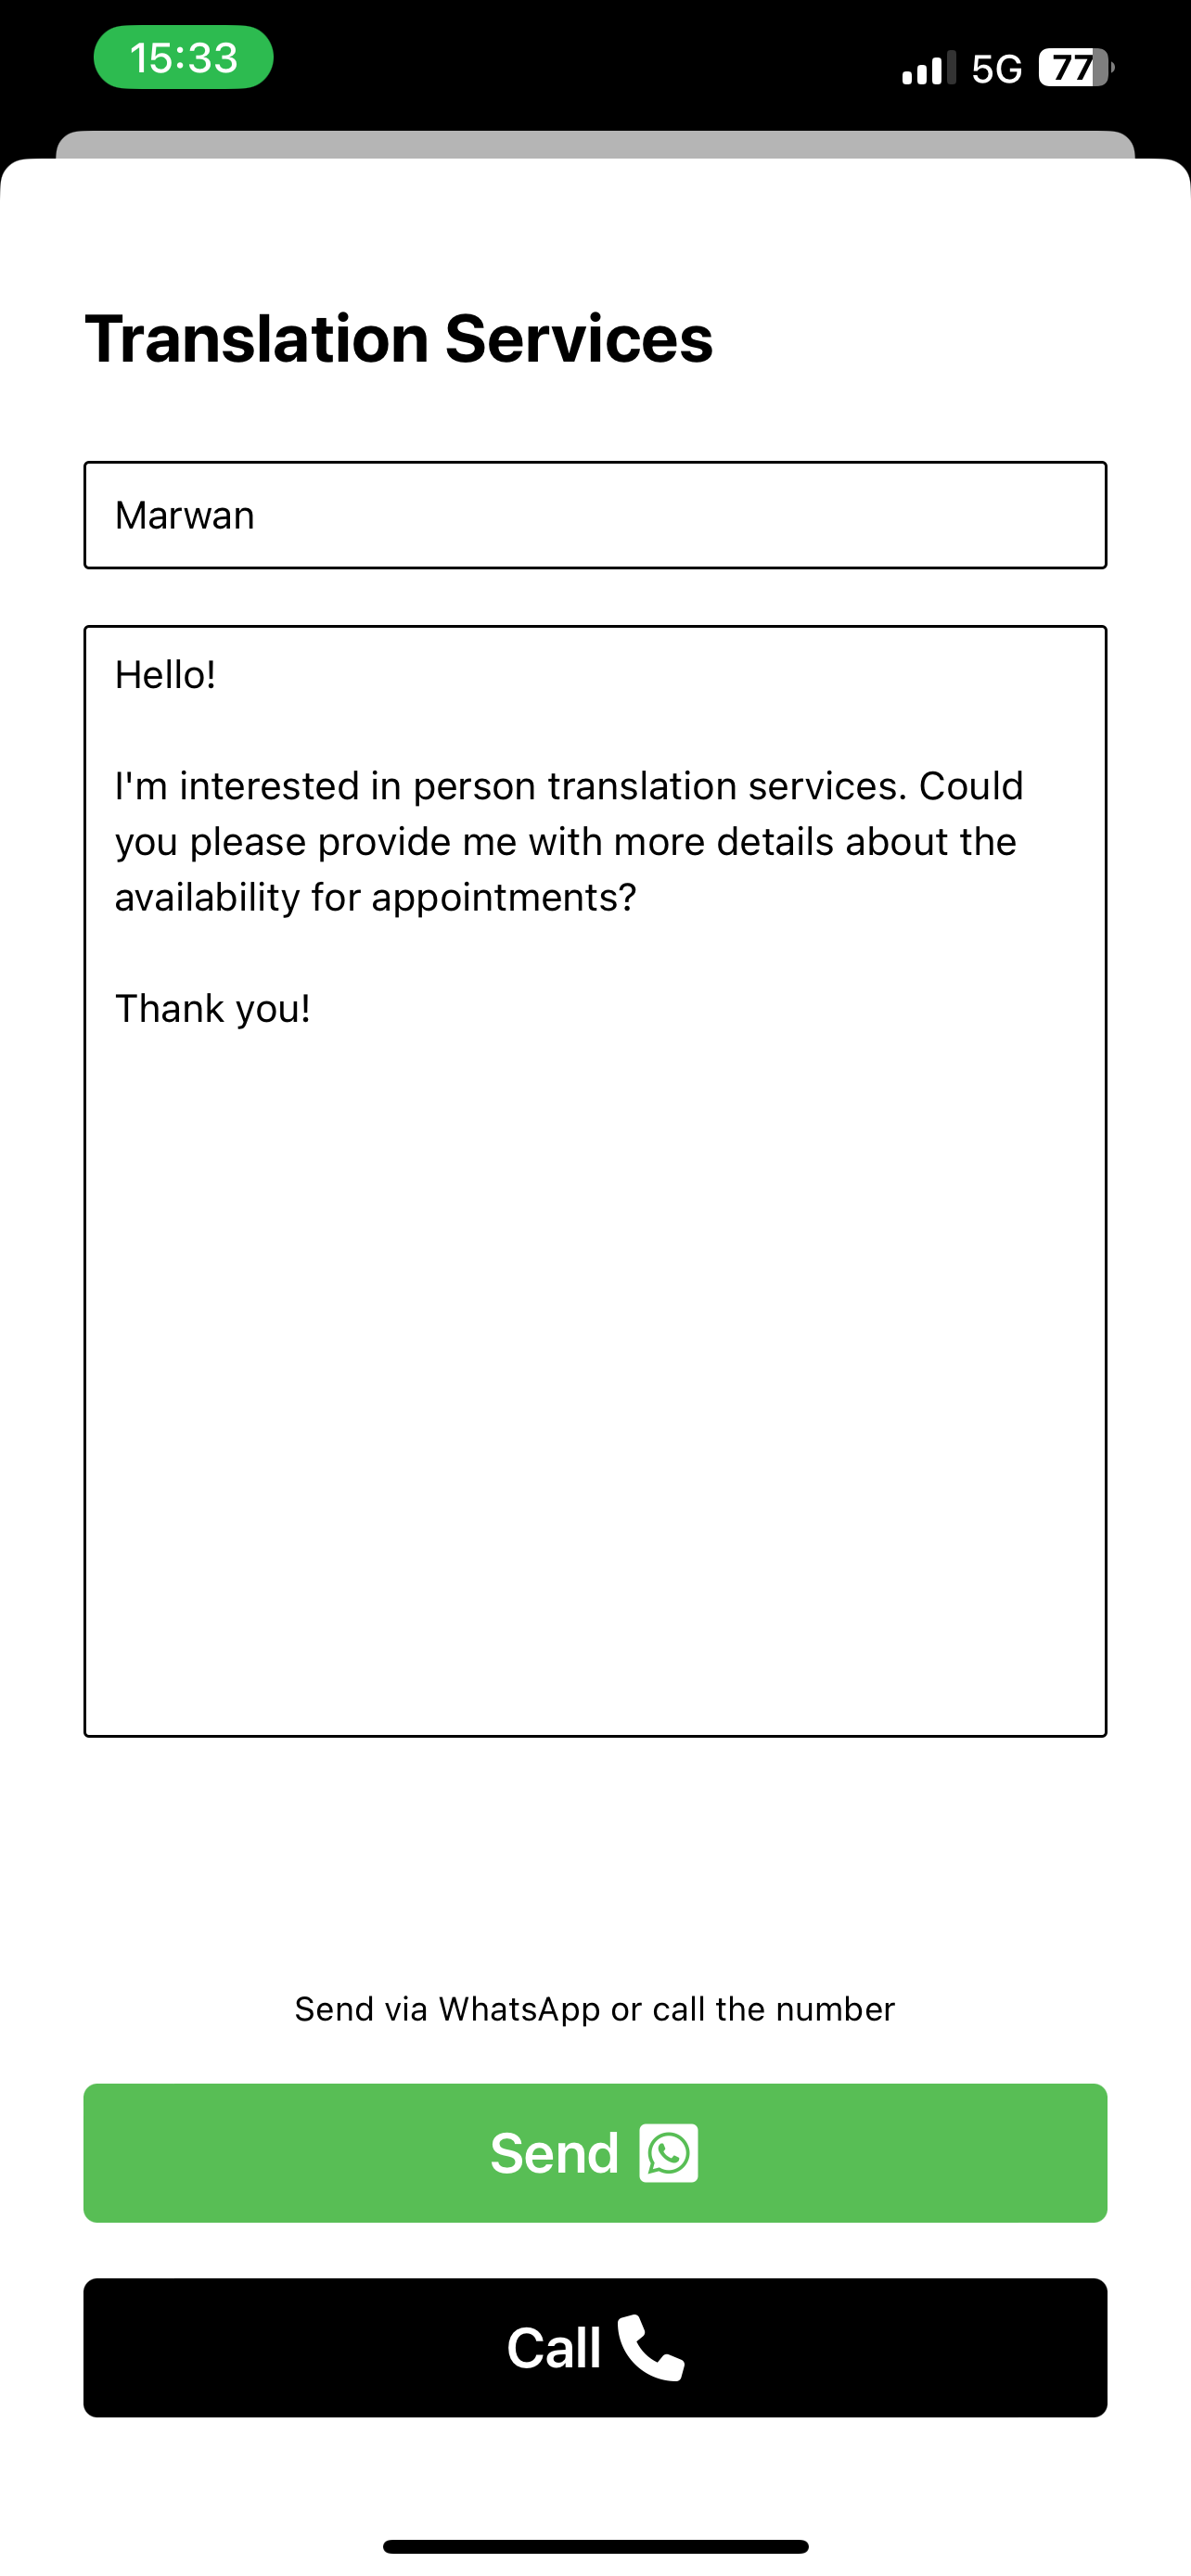 15:33
5G
77
Translation Services
Marwan
Hello!
I'm interested in person translation services. Could
you please provide me with more details about the
availability for appointments?
Thank you!
Send via WhatsApp or call the number
Send
Call